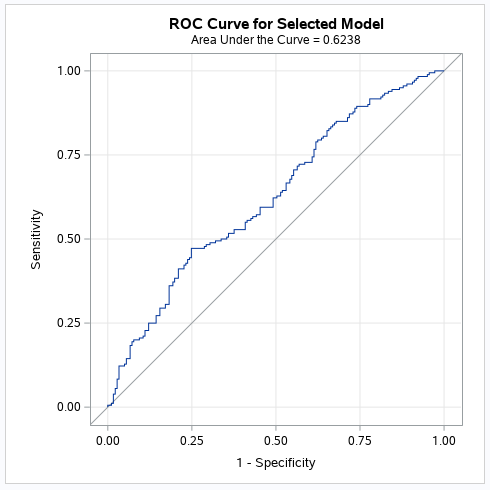 ROC Curve for Selected Model
Area Under the Curve = 0.6238
1.00
0.75
0.50
0.25
0.00
Sensitivity
0.00 0.25 0.50 0.75 1.00
1 - Specificity